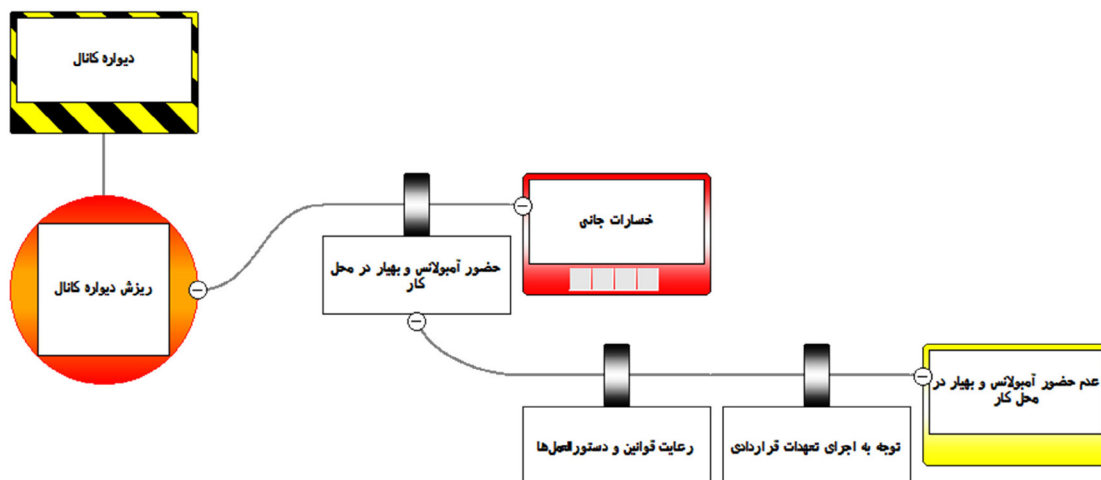 دیواره کانال
ریزش دیواره کانال
خسارات جانی
حضور آمبولانس و بهیار در محل
کار
عدم حضور آمبولانس و بهیار در
محل کار
رعایت قوانین و دستورالعمل‌ها
توجه به اجرای تعهدات قراردادی